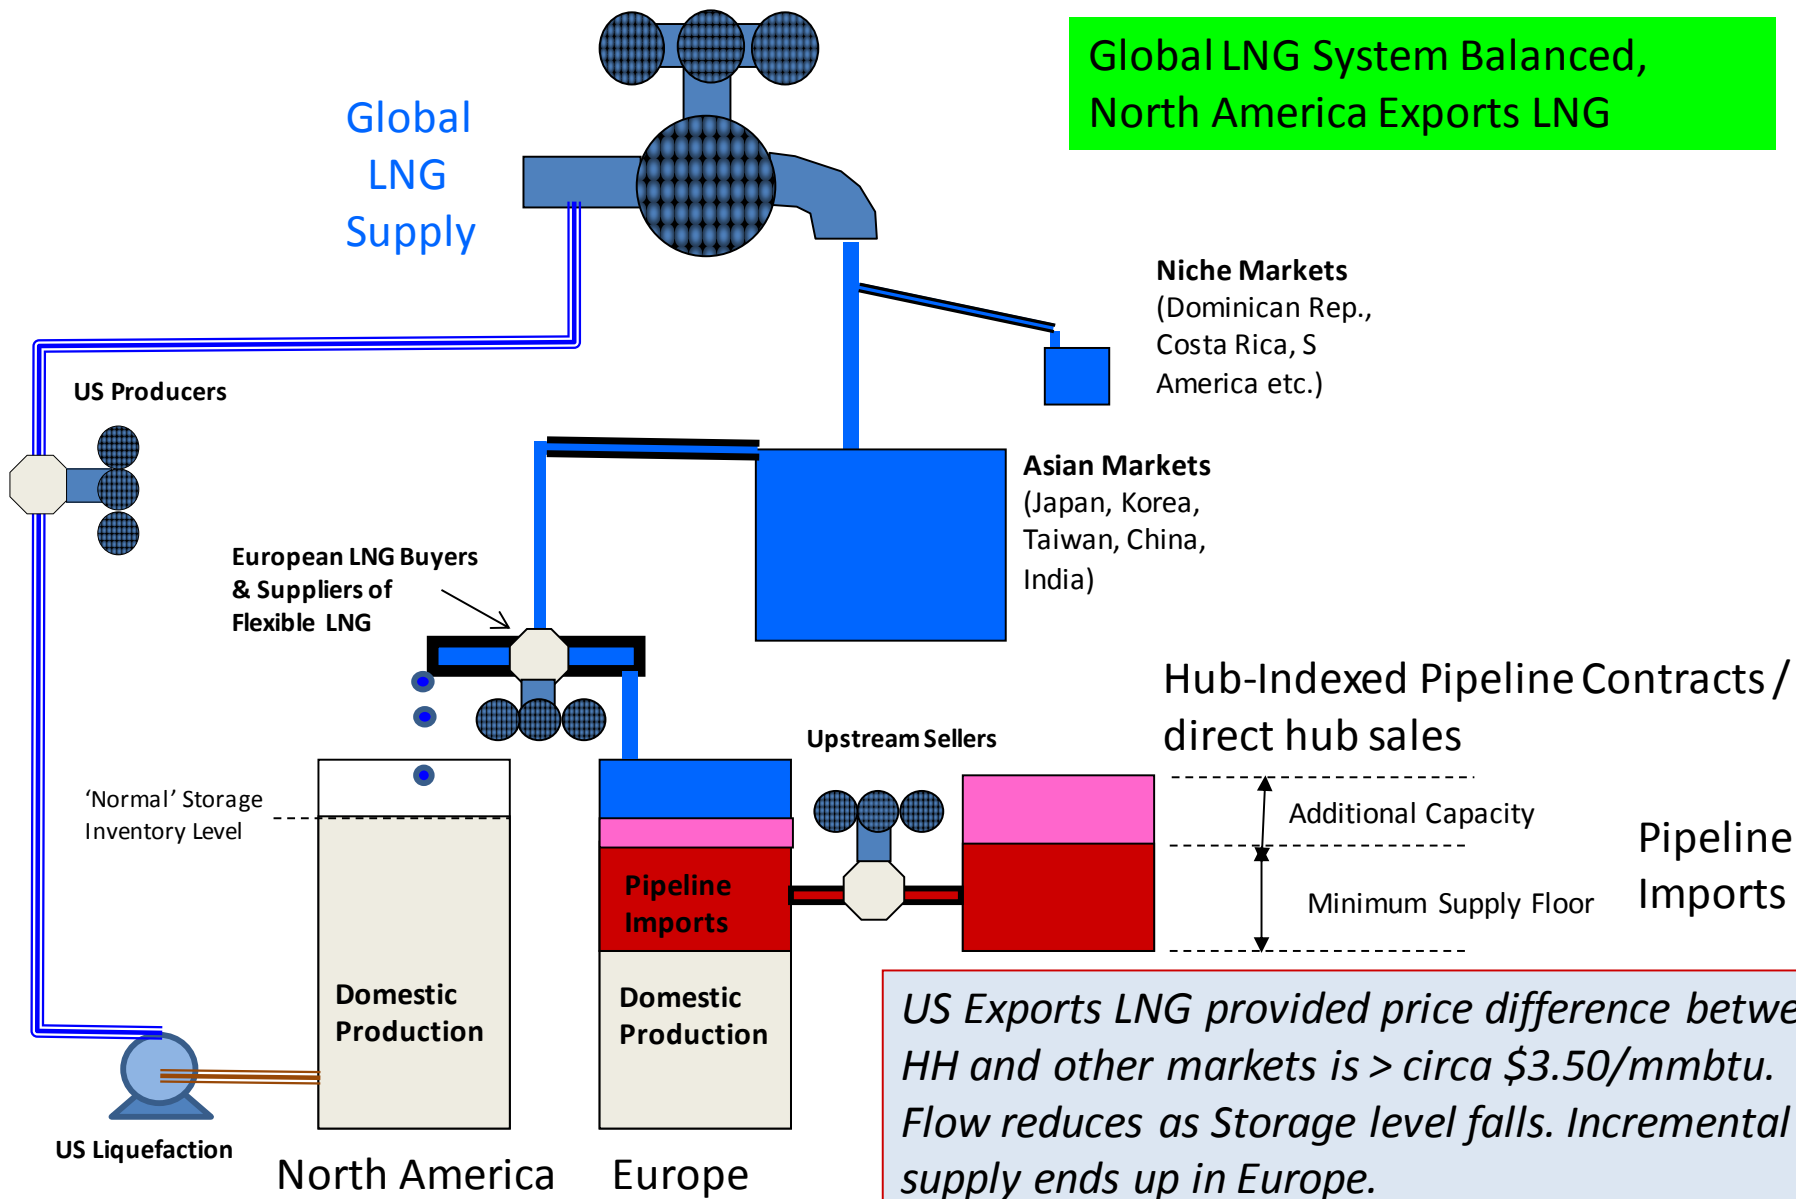 Global LNG System Balanced,
North America Exports LNG
Global
LNG
Supply
Niche Markets
(Dominican Rep.,
Costa Rica, S
America etc.)
US Producers
Asian Markets
(Japan, Korea,
Taiwan, China,
India)
European LNG Buyers
& Suppliers of
Flexible LNG
Hub-Indexed Pipeline Contracts /
direct hub sales
Upstream Sellers
'Normal' Storage
Inventory Level
Additional Capacity
Pipeline
Imports
Minimum Supply Floor
Pipeline
Imports
Domestic
Production
Domestic
Production
US Exports LNG provided price difference betwe
HH and other markets is > circa $3.50/mmbtu.
Flow reduces as Storage level falls. Incremental
supply ends up in Europe.
US Liquefaction
North America
Europe